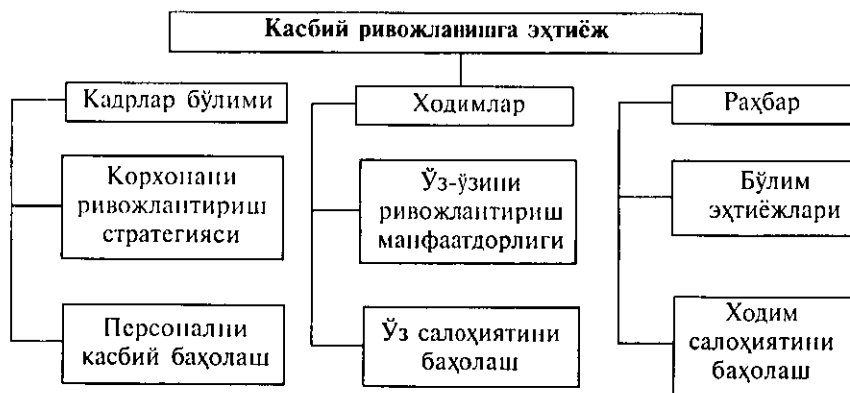 Касбий ривожланишга эҳтиёж
Кадрлар бўлими
Корхонани
ривожлантириш
стратегияси
Персонални
касбий баҳолаш
Ходимлар
Ўз-ўзини
ривожлантириш
манфаатдорлиги
Ўз салоҳиятини
баҳолаш
Раҳбар
Бўлим
эҳтиёжлари
Ходим
салоҳиятини
баҳолаш